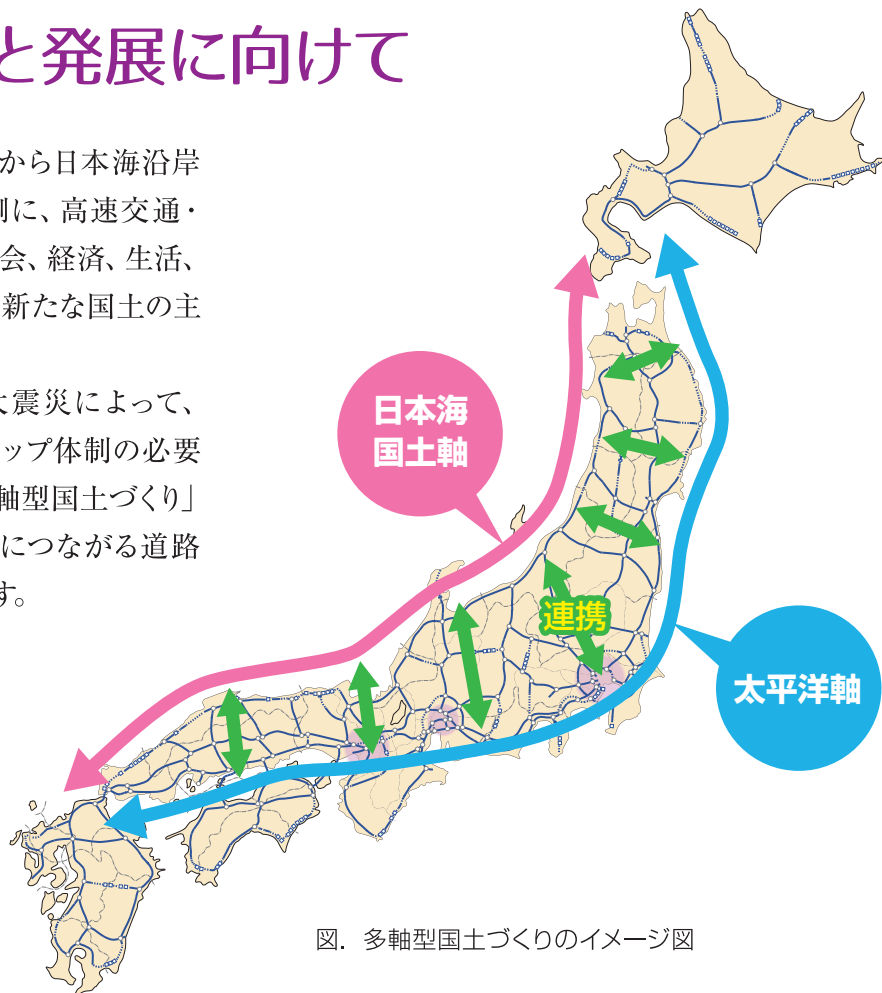 と発展に向けて
から日本海沿岸
に、高速交通・
会、経済、生活、
新たな国土の主
大震災によって、
ップ体制の必要
軸型国土づくり」
につながる道路
す。
日本海
国土軸
連携
太平洋軸
図. 多軸型国土づくりのイメージ図